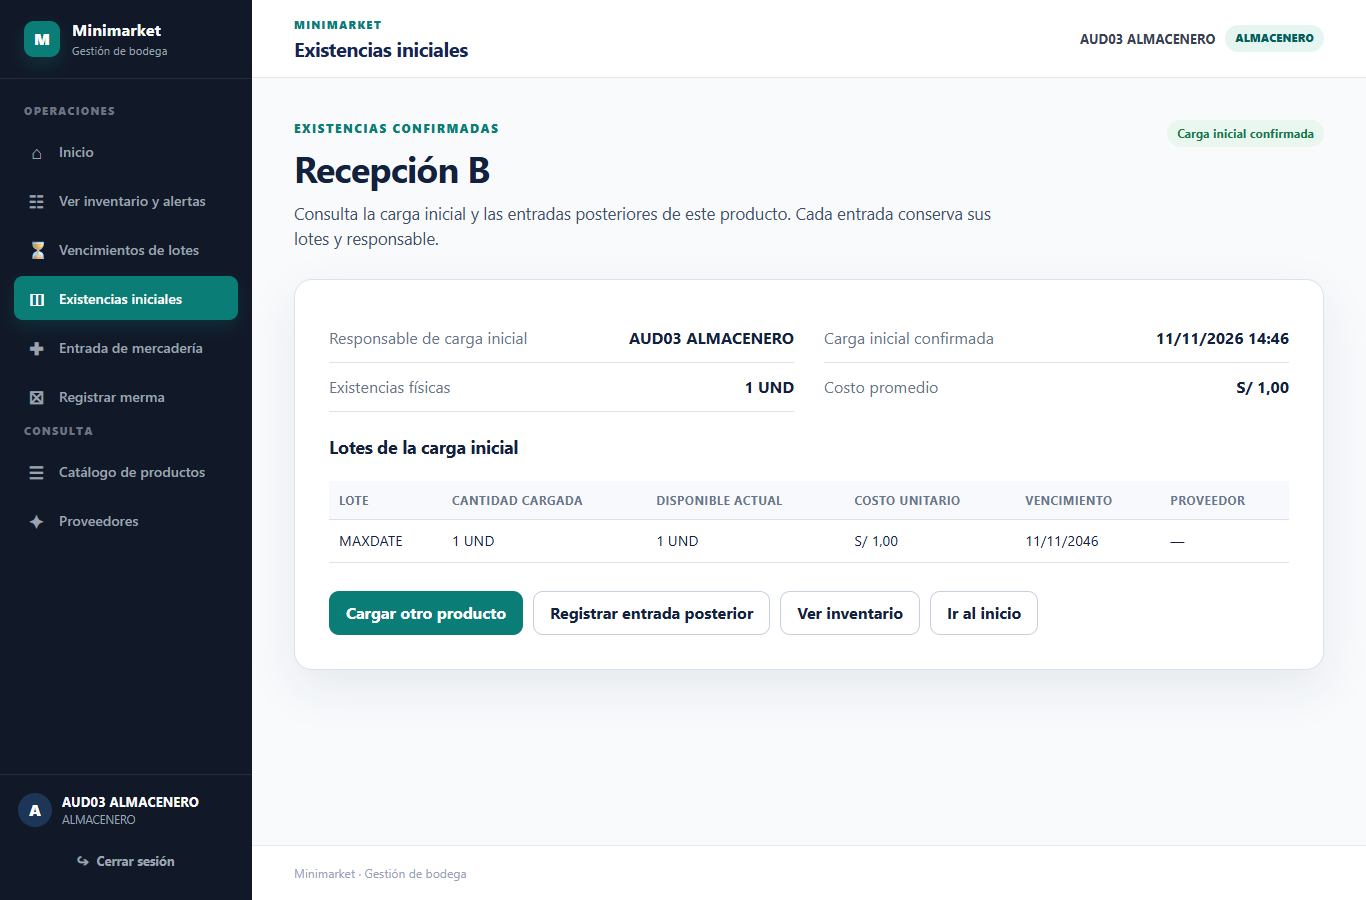 M
Minimarket
Gestión de bodega
OPERACIONES
Inicio
Ver inventario y alertas
Vencimientos de lotes
Existencias iniciales
Entrada de mercadería
Registrar merma
CONSULTA
Catálogo de productos
Proveedores
A
AUD03 ALMACENERO
ALMACENERO
Cerrar sesión
MINIMARKET
Existencias iniciales
AUD03 ALMACENERO
ALMACENERO
EXISTENCIAS CONFIRMADAS
Carga inicial confirmada
Recepción B
Consulta la carga inicial y las entradas posteriores de este producto. Cada entrada conserva sus
lotes y responsable.
Responsable de carga inicial AUD03 ALMACENERO
Carga inicial confirmada 11/11/2026 14:46
Existencias físicas 1 UND
Costo promedio S/ 1,00
Lotes de la carga inicial
LOTE CANTIDAD CARGADA DISPONIBLE ACTUAL COSTO UNITARIO VENCIMIENTO PROVEEDOR
MAXDATE 1 UND 1 UND S/ 1,00 11/11/2046 —
Cargar otro producto
Registrar entrada posterior
Ver inventario
Ir al inicio
Minimarket · Gestión de bodega